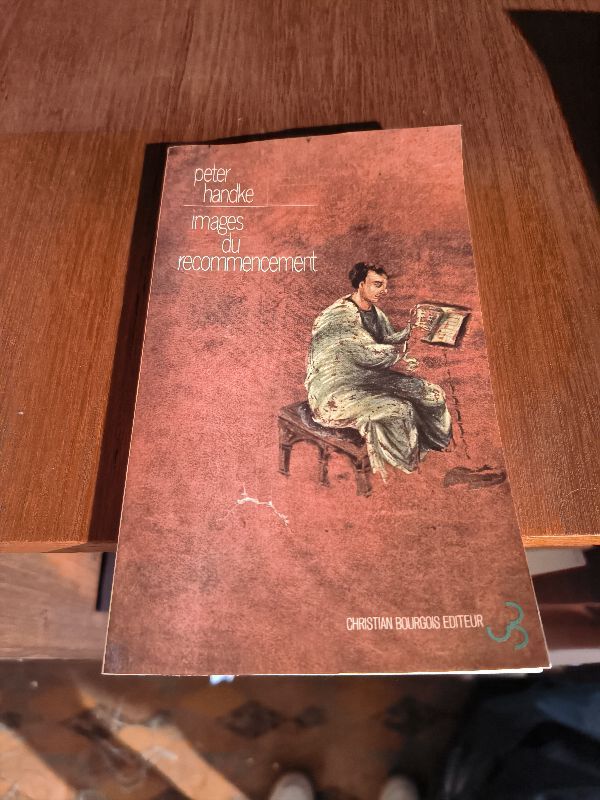 peter
handke
images
du
recommencement
CHRISTIAN BOURGOIS EDITEUR